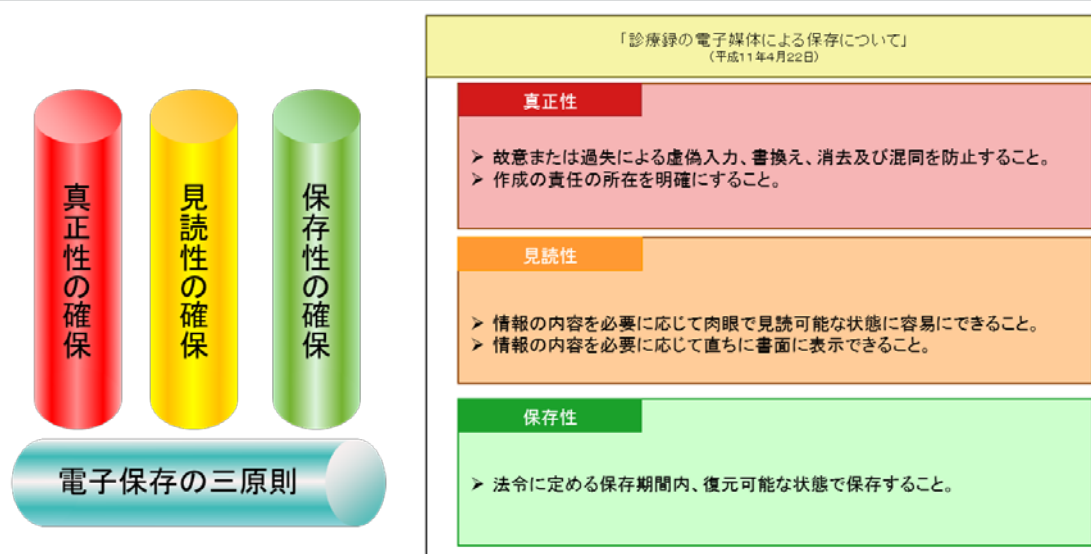 真正性の確保
見読性の確保
保存性の確保
電子保存の三原則
「診療録の電子媒体による保存について」
(平成11年4月22日)
真正性
➢ 故意または過失による虚偽入力、書換え、消去及び混同を防止すること。
➢ 作成の責任の所在を明確にすること。
見読性
➢ 情報の内容を必要に応じて肉眼で見読可能な状態に容易にできること。
➢ 情報の内容を必要に応じて直ちに書面に表示できること。
保存性
➢ 法令に定める保存期間内、復元可能な状態で保存すること。